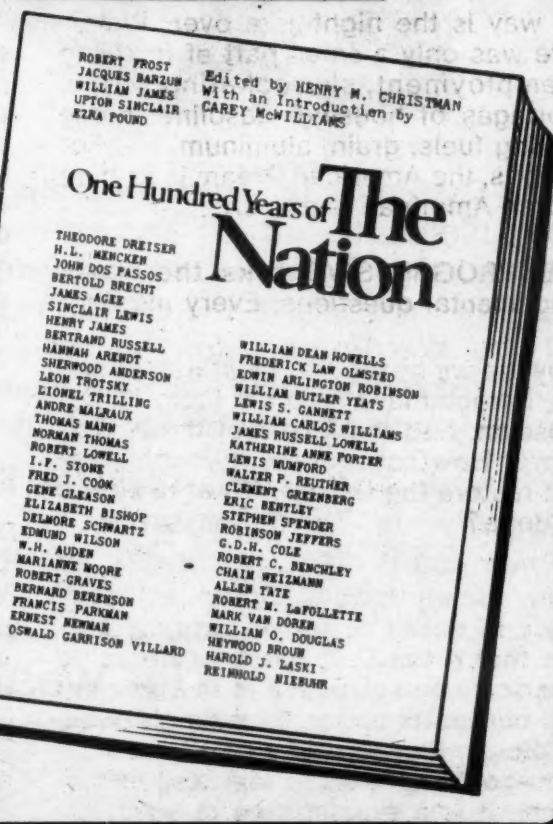 ROBERT FROST
JACQUES BARZUN
WILLIAM JAMES
UPTON SINCLAIR
EZRA POUND
Edited by HENRY M. CHRISTMAN
With an Introduction by
CAREY McWILLIAMS
One Hundred Years of The
Nation
THEODORE DREISER
H.L. MENCKEN
JOHN DOS PASSOS
BERTOLD BRECHT
JAMES AGEE
SINCLAIR LEWIS
HENRY JAMES
BERTRAND RUSSELL
HANNAH ARENDT
SHERWOOD ANDERSON
LEON TROTSKY
LIONEL TRILLING
ANDRE MALRAUX
THOMAS MANN
NORMAN THOMAS
ROBERT LOWELL
I.F. STONE
FRED J. COOK
GENE GLEASON
ELIZABETH BISHOP
DELMORE SCHWARTZ
EDMUND WILSON
W.H. AUDEN
MARIANNE MOORE
ROBERT GRAVES
BERNARD BERENSON
FRANCIS PARKMAN
ERNEST NEWMAN
OSWALD GARRISON VILLARD
WILLIAM DEAN HOWELLS
FREDERICK LAW OLMSTED
EDWIN ARLINGTON ROBINSON
WILLIAM BUTLER YEATS
LEWIS S. GANNETT
WILLIAM CARLOS WILLIAMS
JAMES RUSSELL LOWELL
KATHERINE ANNE PORTER
LEWIS MUMFORD
WALTER P. REUTHER
CLEMENT GREENBERG
ERIC BENTLEY
STEPHEN SPENDER
ROBINSON JEFFERS
G.D.H. COLE
ROBERT C. BENCHLEY
CHAIM WEIZMANN
ALLEN TATE
ROBERT M. LaFOLLETTE
MARK VAN DOREN
WILLIAM O. DOUGLAS
HEYWOOD BROUN
HAROLD J. LASKI
REINHOLD NIEBUHR